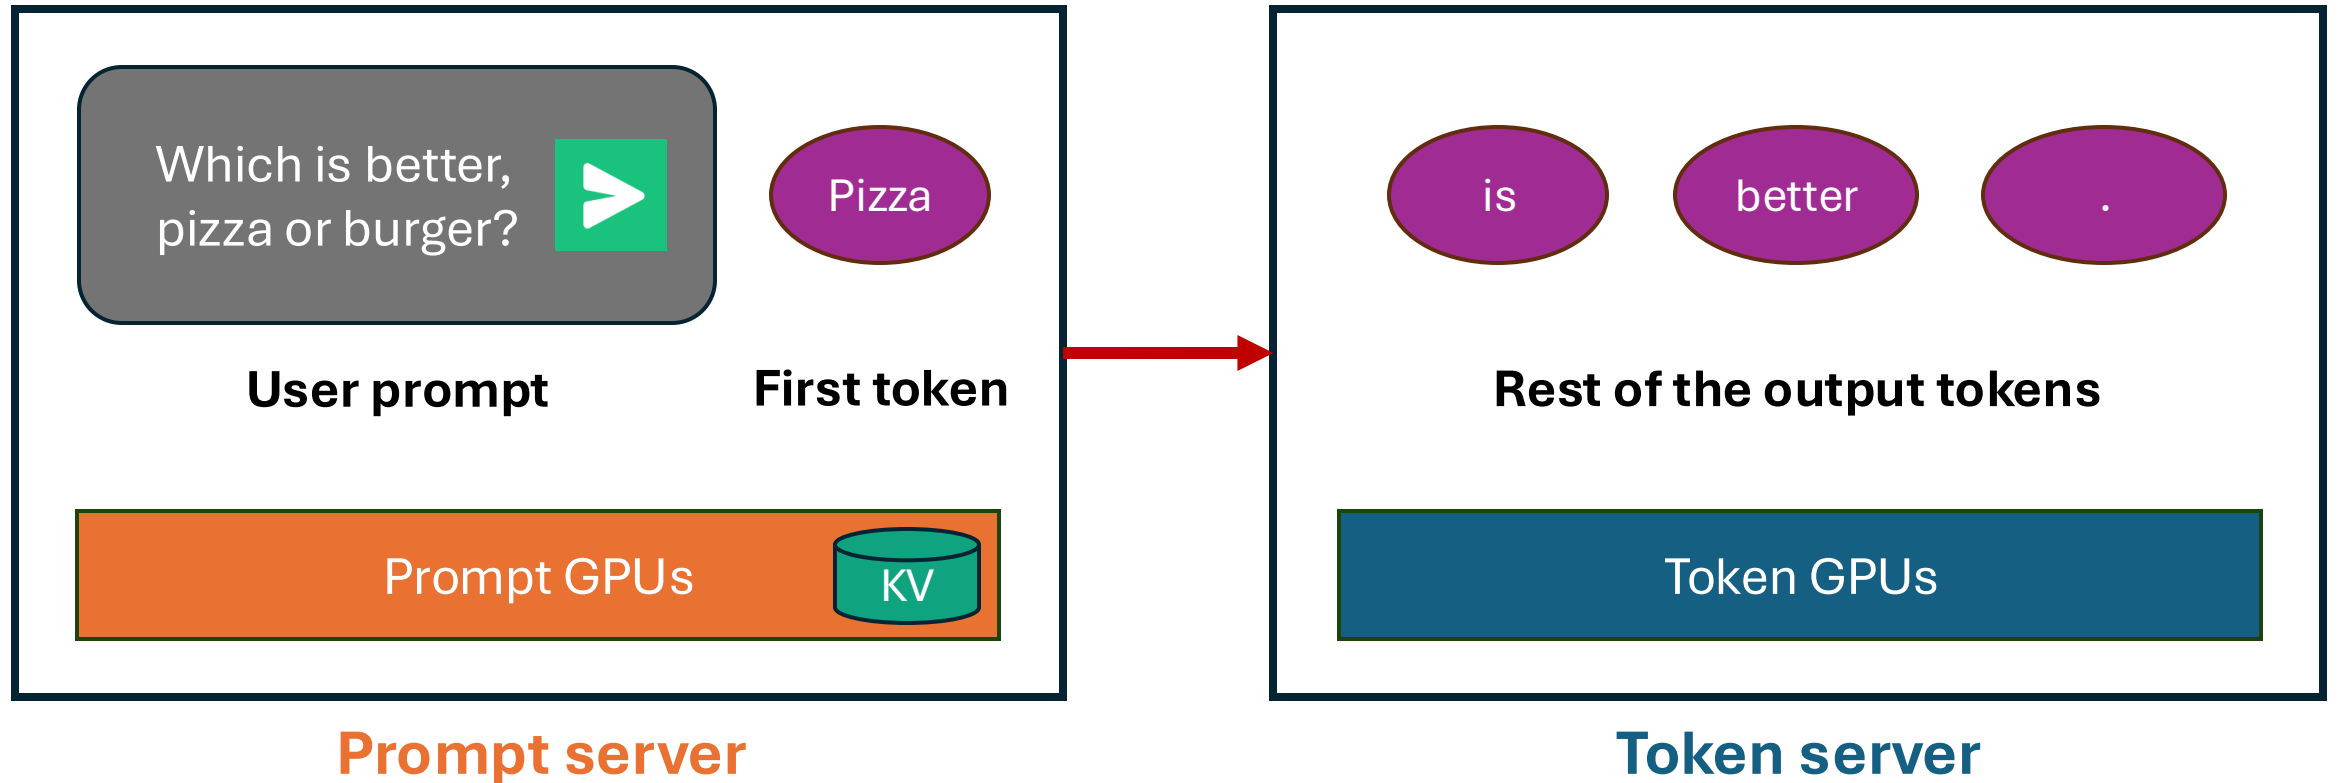 Which is better,
pizza or burger?
Pizza
User prompt
First token
Prompt GPUs
KV
Prompt server
is
better
.
Rest of the output tokens
Token GPUs
Token server